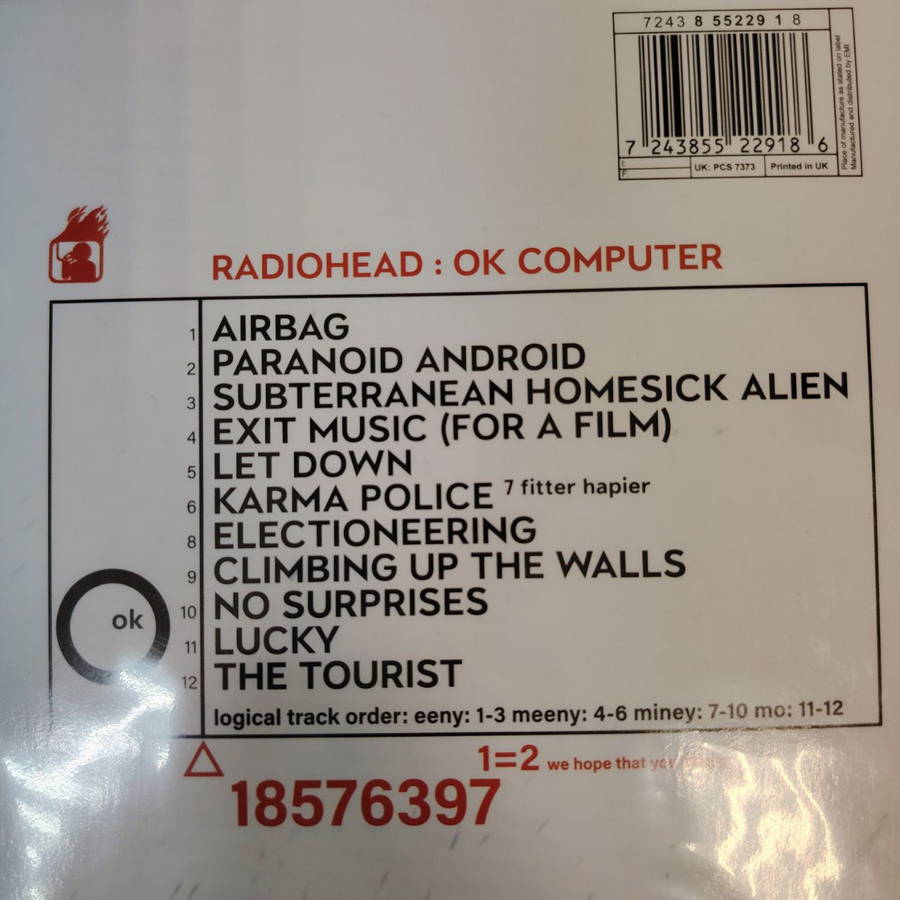 7243 8 55229 1 8
7 243855 22918 6
E
F
UK: PCS 7373
Printed in UK
Place of manufacture as stated on label
Manufactured and distributed by EMI
RADIOHEAD : OK COMPUTER
1 AIRBAG
2 PARANOID ANDROID
3 SUBTERRANEAN HOMESICK ALIEN
4 EXIT MUSIC (FOR A FILM)
5 LET DOWN
6 KARMA POLICE 7 fitter hapier
8 ELECTIONEERING
9 CLIMBING UP THE WALLS
ok
10 NO SURPRISES
11 LUCKY
12 THE TOURIST
logical track order: eeny: 1-3 meeny: 4-6 miney: 7-10 mo: 11-12
1=2 we hope that you
18576397